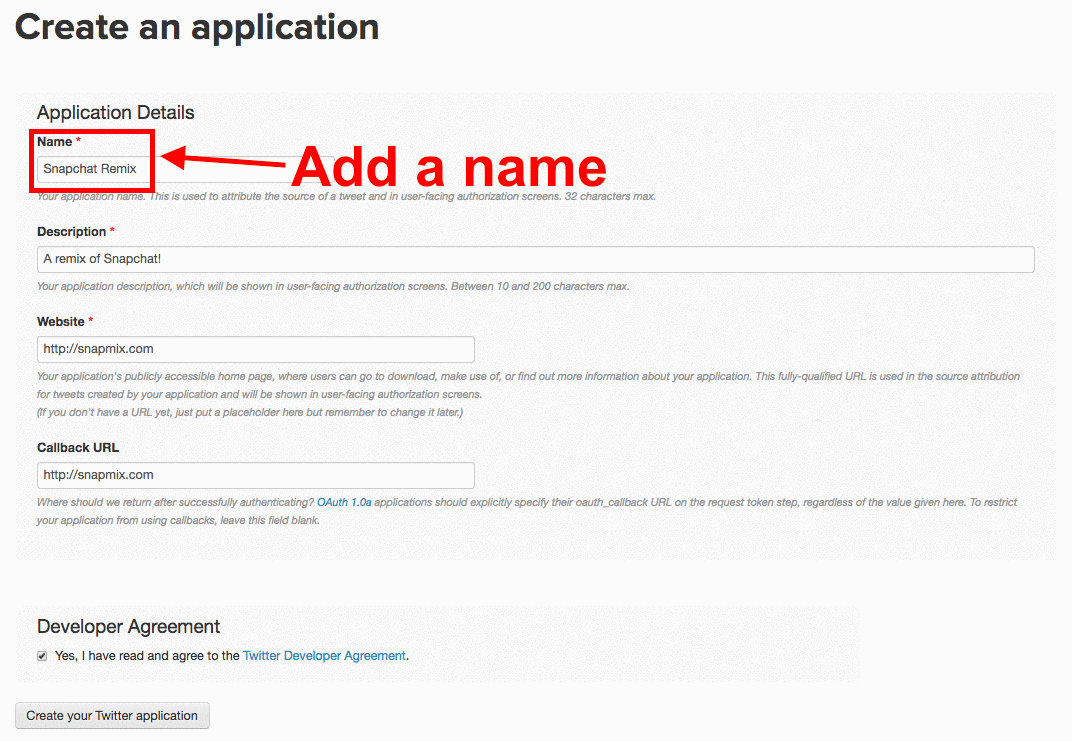 Create an application
Application Details
Name *
Snapchat Remix
Add a name
Your application name. This is used to attribute the source of a tweet and in user-facing authorization screens. 32 characters max.
Description *
A remix of Snapchat!
Your application description, which will be shown in user-facing authorization screens. Between 10 and 200 characters max.
Website *
http://snapmix.com
Your application's publicly accessible home page, where users can go to download, make use of, or find out more information about your application. This fully-qualified URL is used in the source attribution
for tweets created by your application and will be shown in user-facing authorization screens.
(If you don't have a URL yet, just put a placeholder here but remember to change it later.)
Callback URL
http://snapmix.com
Where should we return after successfully authenticating? OAuth 1.0a applications should explicitly specify their oauth_callback URL on the request token step, regardless of the value given here. To restrict
your application from using callbacks, leave this field blank.
Developer Agreement
Yes, I have read and agree to the Twitter Developer Agreement.
Create your Twitter application